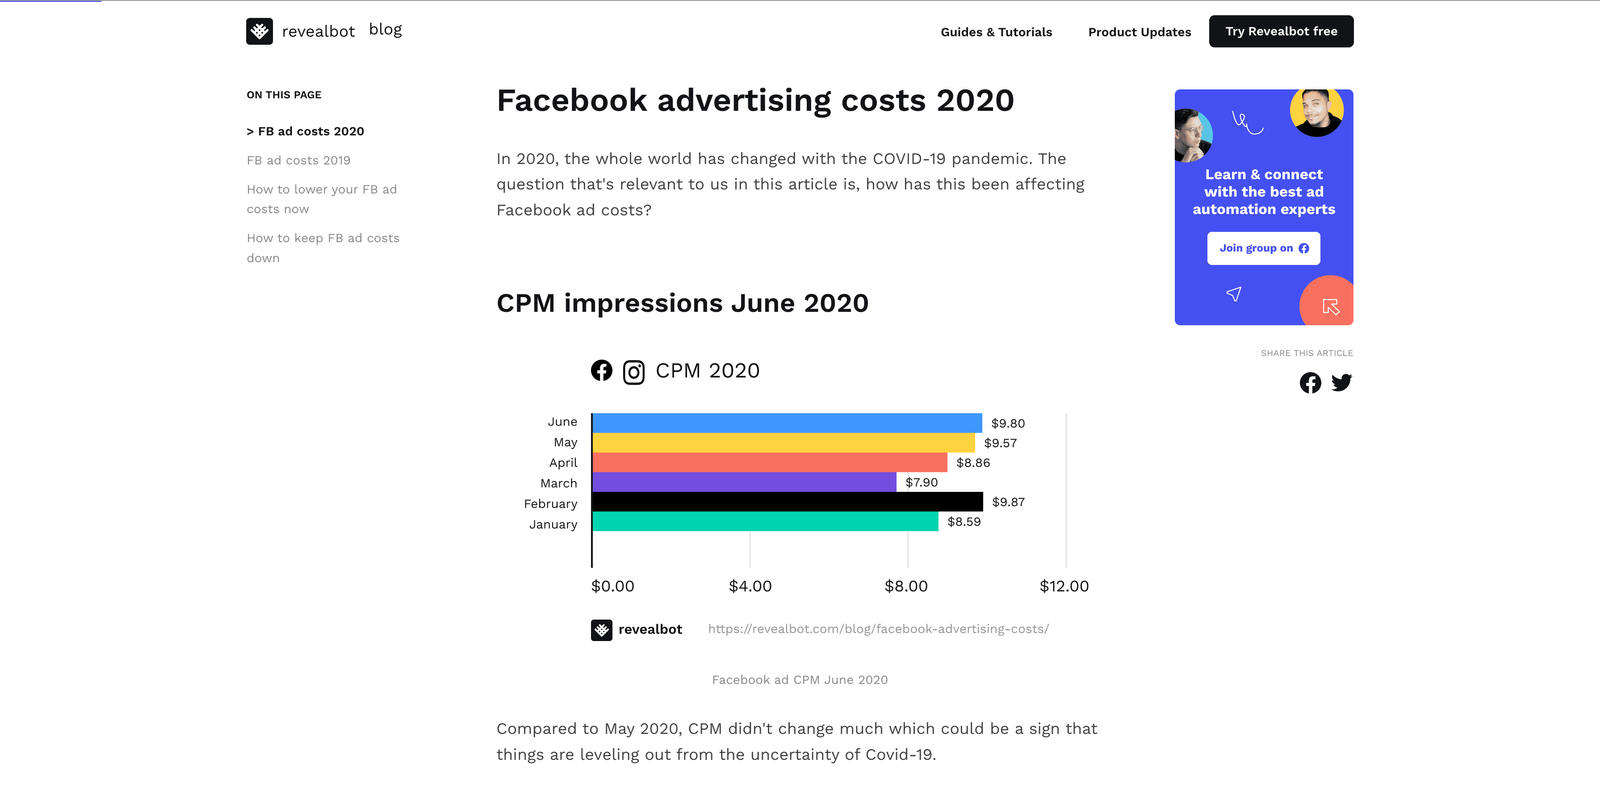 revealbot blog
Guides & Tutorials
Product Updates
Try Revealbot free
ON THIS PAGE
> FB ad costs 2020
FB ad costs 2019
How to lower your FB ad
costs now
How to keep FB ad costs
down
Facebook advertising costs 2020
In 2020, the whole world has changed with the COVID-19 pandemic. The
question that's relevant to us in this article is, how has this been affecting
Facebook ad costs?
CPM impressions June 2020
CPM 2020
June $9.80
May $9.57
April $8.86
March $7.90
February $9.87
January $8.59
$0.00 $4.00 $8.00 $12.00
revealbot https://revealbot.com/blog/facebook-advertising-costs/
Facebook ad CPM June 2020
Compared to May 2020, CPM didn't change much which could be a sign that
things are leveling out from the uncertainty of Covid-19.
Learn & connect
with the best ad
automation experts
Join group on
SHARE THIS ARTICLE